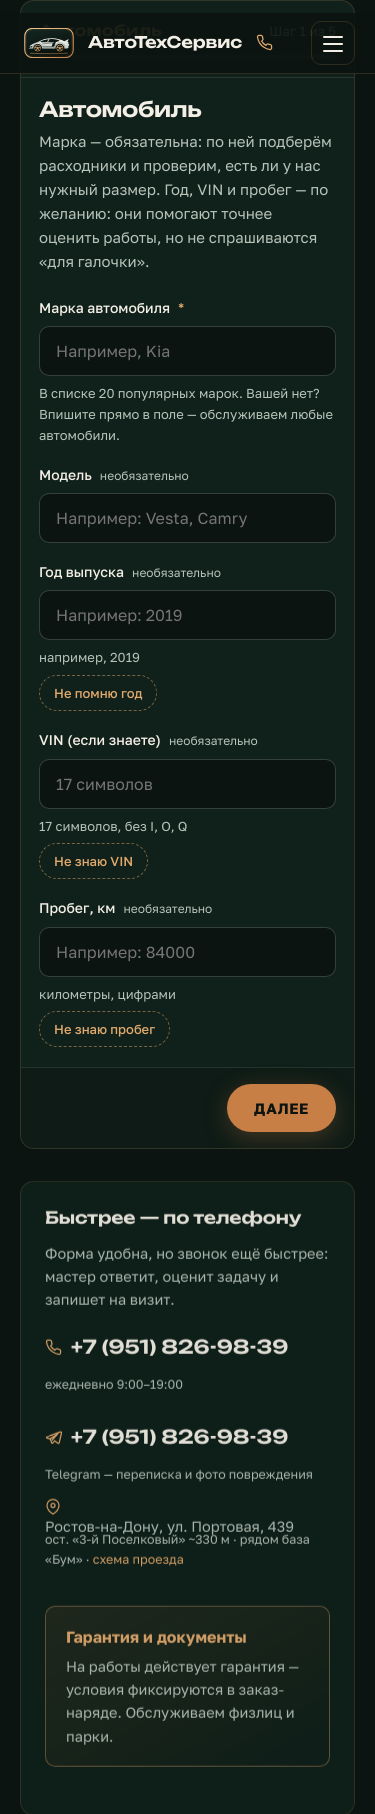 Автомобиль
Шаг 1 из 5
АвтоТехСервис
Автомобиль
Марка — обязательна: по ней подберём
расходники и проверим, есть ли у нас
нужный размер. Год, VIN и пробег — по
желанию: они помогают точнее
оценить работы, но не спрашиваются
«для галочки».
Марка автомобиля *
Например, Kia
В списке 20 популярных марок. Вашей нет?
Впишите прямо в поле — обслуживаем любые
автомобили.
Модель необязательно
Например: Vesta, Camry
Год выпуска необязательно
Например: 2019
например, 2019
Не помню год
VIN (если знаете) необязательно
17 символов
17 символов, без I, O, Q
Не знаю VIN
Пробег, км необязательно
Например: 84000
километры, цифрами
Не знаю пробег
ДАЛЕЕ
Быстрее — по телефону
Форма удобна, но звонок ещё быстрее:
мастер ответит, оценит задачу и
запишет на визит.
+7 (951) 826-98-39
ежедневно 9:00–19:00
+7 (951) 826-98-39
Telegram — переписка и фото повреждения
Ростов-на-Дону, ул. Портовая, 439
ост. «3-й Поселковый» ~330 м · рядом база
«Бум» · схема проезда
Гарантия и документы
На работы действует гарантия —
условия фиксируются в заказ-
наряде. Обслуживаем физлиц и
парки.